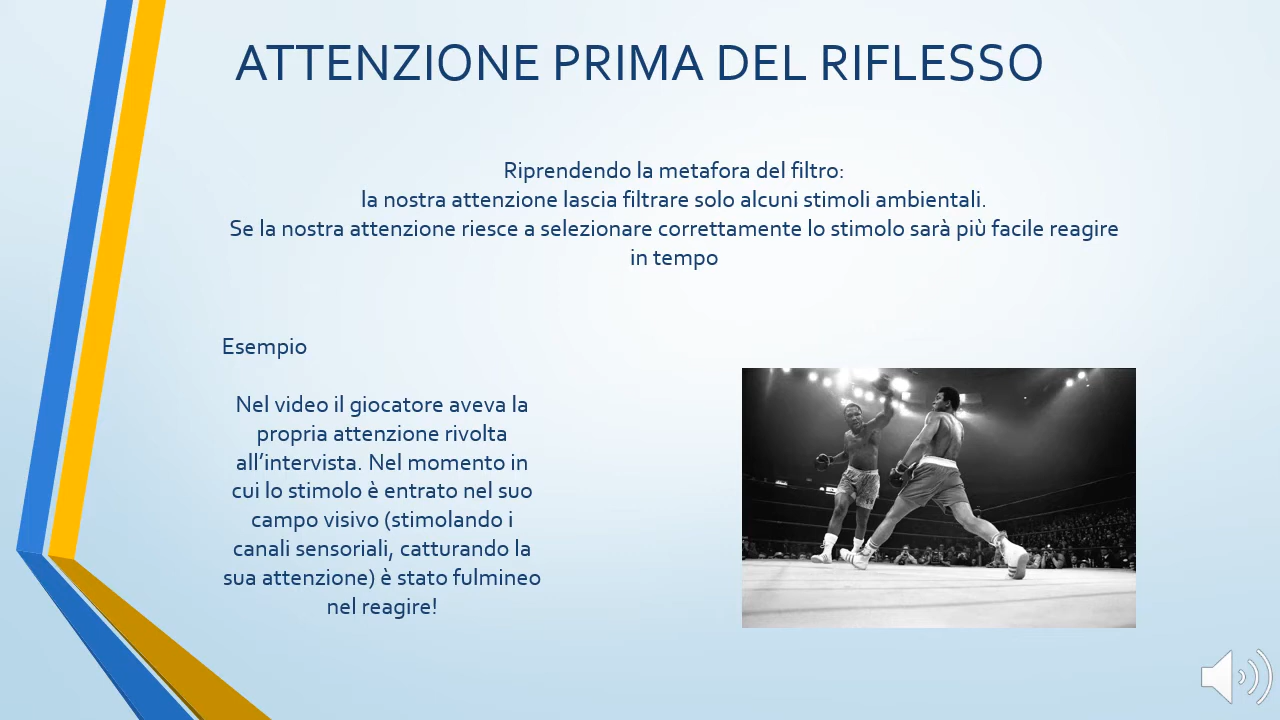 ATTENZIONE PRIMA DEL RIFLESSO
Riprendendo la metafora del filtro:
la nostra attenzione lascia filtrare solo alcuni stimoli ambientali.
Se la nostra attenzione riesce a selezionare correttamente lo stimolo sarà più facile reagire
in tempo
Esempio
Nel video il giocatore aveva la
propria attenzione rivolta
all’intervista. Nel momento in
cui lo stimolo è entrato nel suo
campo visivo (stimolando i
canali sensoriali, catturando la
sua attenzione) è stato fulmineo
nel reagire!